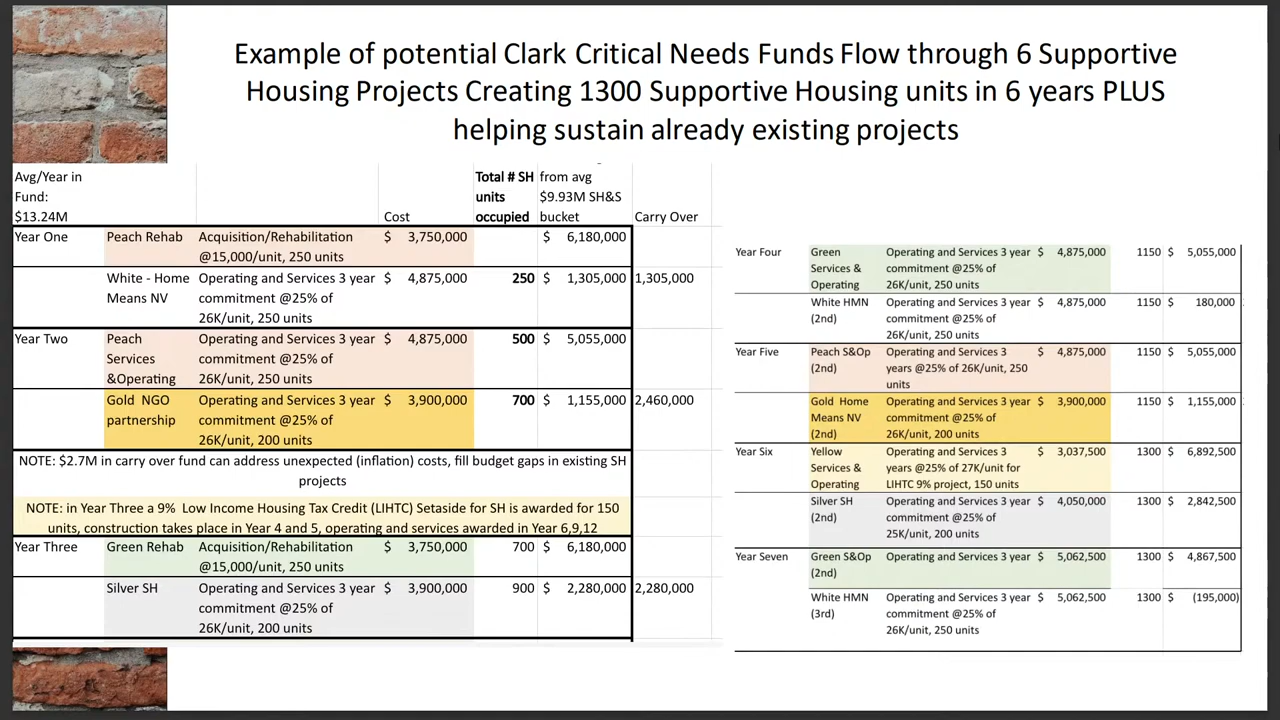 Example of potential Clark Critical Needs Funds Flow through 6 Supportive
Housing Projects Creating 1300 Supportive Housing units in 6 years PLUS
helping sustain already existing projects
Avg/Year in Fund: $13.24M Cost Total # SH units occupied from avg $9.93M SH&S bucket Carry Over
Year One Peach Rehab Acquisition/Rehabilitation $ 3,750,000 $ 6,180,000
@15,000/unit, 250 units
White - Home Operating and Services 3 year $ 4,875,000 250 $ 1,305,000 1,305,000
Means NV commitment @25% of
26K/unit, 250 units
Year Two Peach Operating and Services 3 year $ 4,875,000 500 $ 5,055,000
Services commitment @25% of
&Operating 26K/unit, 250 units
Gold NGO Operating and Services 3 year $ 3,900,000 700 $ 1,155,000 2,460,000
partnership commitment @25% of
26K/unit, 200 units
NOTE: $2.7M in carry over fund can address unexpected (inflation) costs, fill budget gaps in existing SH
projects
NOTE: in Year Three a 9% Low Income Housing Tax Credit (LIHTC) Setaside for SH is awarded for 150
units, construction takes place in Year 4 and 5, operating and services awarded in Year 6,9,12
Year Three Green Rehab Acquisition/Rehabilitation $ 3,750,000 700 $ 6,180,000
@15,000/unit, 250 units
Silver SH Operating and Services 3 year $ 3,900,000 900 $ 2,280,000 2,280,000
commitment @25% of
26K/unit, 200 units
Year Four Green Operating and Services 3 year $ 4,875,000 1150 $ 5,055,000
Services & commitment @25% of
Operating 26K/unit, 250 units
White HMN Operating and Services 3 year $ 4,875,000 1150 $ 180,000
(2nd) commitment @25% of
26K/unit, 250 units
Year Five Peach S&Op Operating and Services 3 $ 4,875,000 1150 $ 5,055,000
(2nd) years @25% of 26K/unit, 250
units
Gold Home Operating and Services 3 year $ 3,900,000 1150 $ 1,155,000
Means NV commitment @25% of
(2nd) 26K/unit, 200 units
Year Six Yellow Operating and Services 3 $ 3,037,500 1300 $ 6,892,500
Services & years @25% of 27K/unit for
Operating LIHTC 9% project, 150 units
Silver SH Operating and Services 3 year $ 4,050,000 1300 $ 2,842,500
(2nd) commitment @25% of
25K/unit, 200 units
Year Seven Green S&Op Operating and Services 3 year $ 5,062,500 1300 $ 4,867,500
(2nd)
White HMN Operating and Services 3 year $ 5,062,500 1300 $ (195,000)
(3rd) commitment @25% of
26K/unit, 250 units